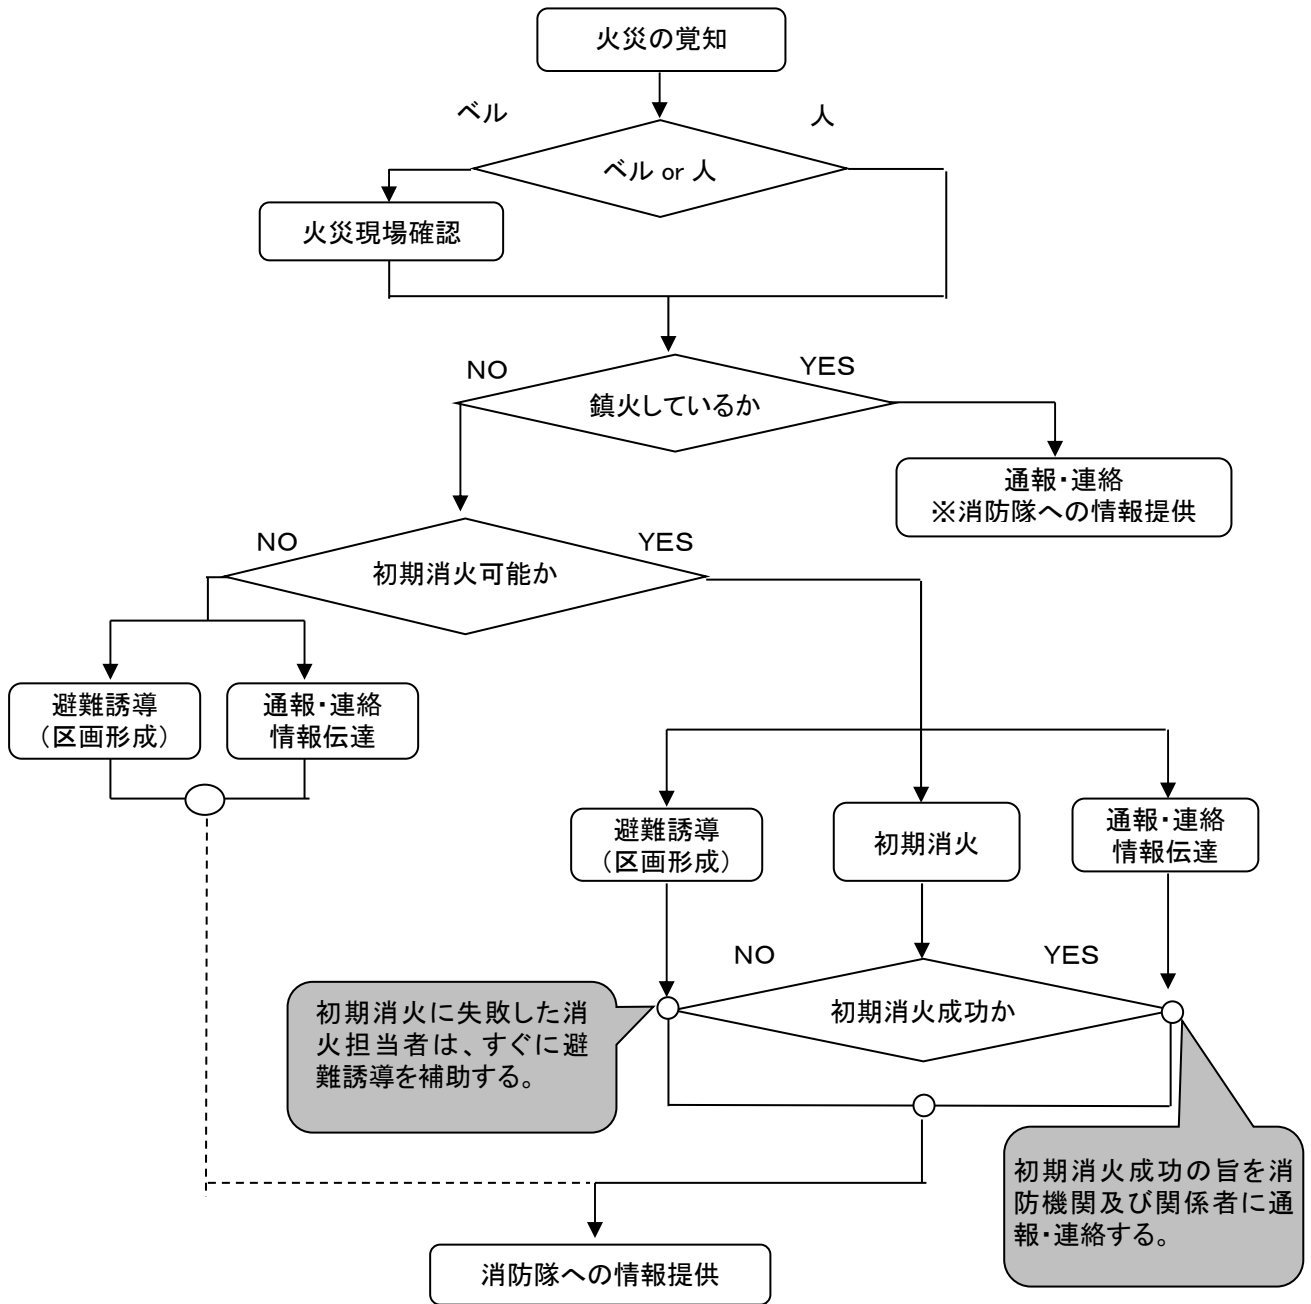 火災の覚知
ベル
人
ベル or 人
火災現場確認
NO
YES
鎮火しているか
通報・連絡
※消防隊への情報提供
NO
YES
初期消火可能か
避難誘導
（区画形成）
通報・連絡
情報伝達
避難誘導
（区画形成）
初期消火
通報・連絡
情報伝達
NO
YES
初期消火成功か
初期消火に失敗した消
火担当者は、すぐに避
難誘導を補助する。
初期消火成功の旨を消
防機関及び関係者に通
報・連絡する。
消防隊への情報提供